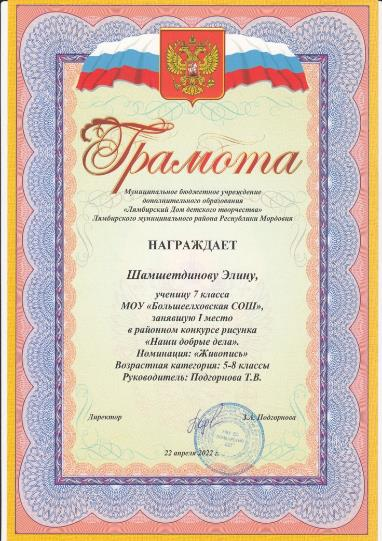 Грамота
Муниципальное бюджетное учреждение
дополнительного образования
«Лямбирский Дом детского творчества»
Лямбирского муниципального района Республики Мордовия
НАГРАЖДАЕТ
Шамшетдинову Элину,
ученицу 7 класса
МОУ «Большеелховская СОШ»,
занявшую I место
в районном конкурсе рисунка
«Наши добрые дела».
Номинация: «Живопись»
Возрастная категория: 5-8 классы
Руководитель: Подгорнова Т.В.
Директор З.А. Подгорнова
22 апреля 2022 г.